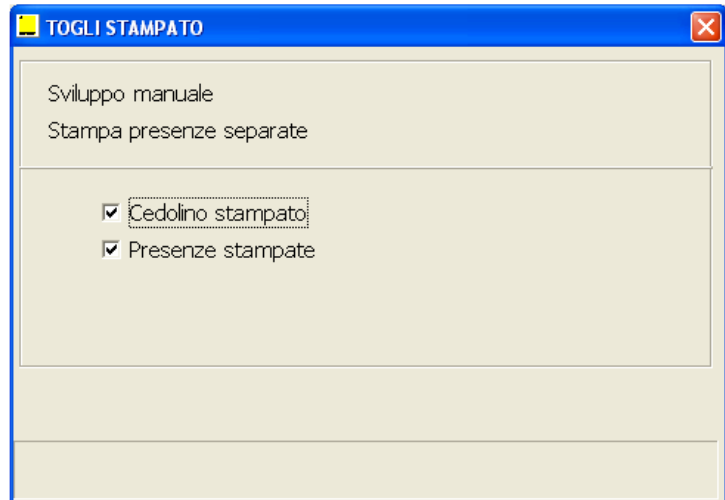 TOGLI STAMPATO
Sviluppo manuale
Stampa presenze separate
Cedolino stampato
Presenze stampate